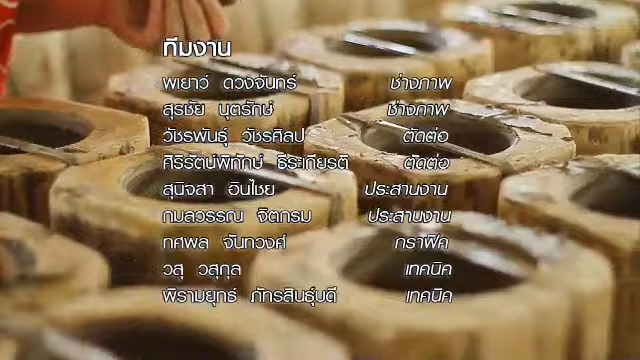 ทีมงาน
พเยาว์ ดวงจันทร์ ช่างภาพ
สุรชัย นุตรักษ์ ช่างภาพ
วัชรพันธุ์ วัชรศิลป ตัดต่อ
ศิริรัตน์พิทักษ์ ธีระเกียรติ ตัดต่อ
สุนิจสา อินไชย ประสานงาน
กมลวรรณ จิตกรม ประสานงาน
ทศพล จันทวงศ์ กราฟิค
วสุ วสุกุล เทคนิค
พิรามยุทธ์ ภัทรสินธุ์บดี เทคนิค